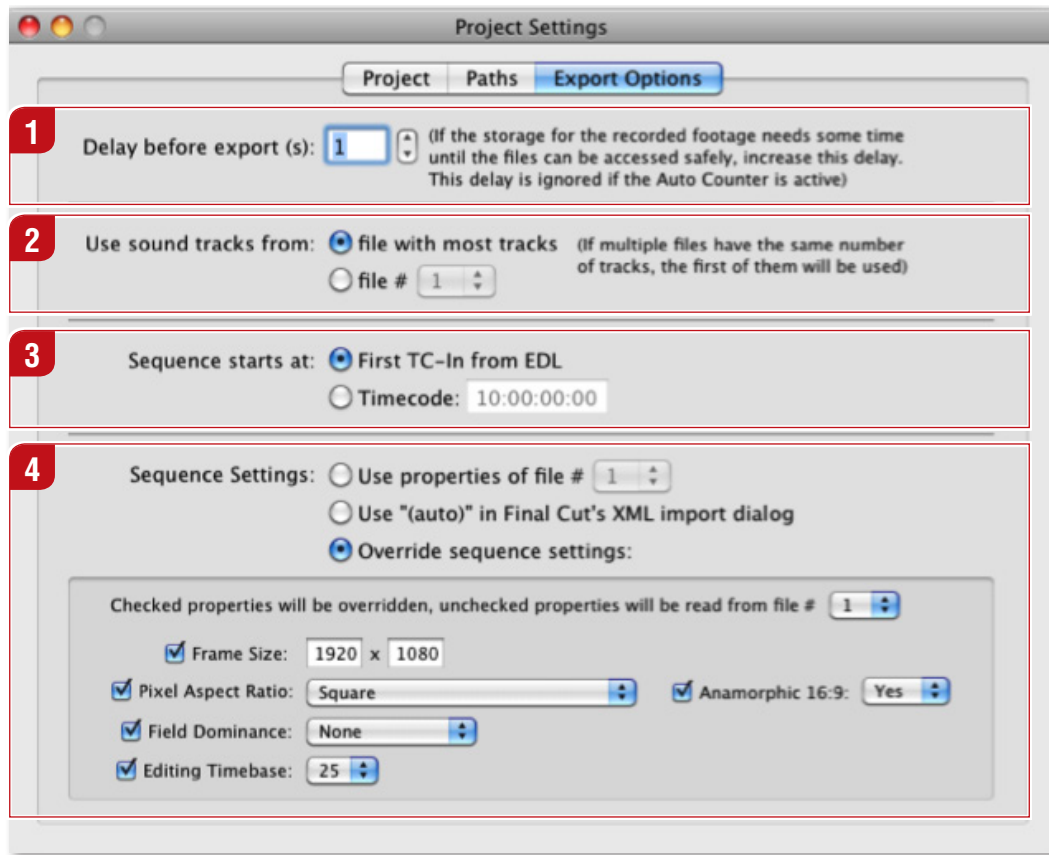 Project Settings
Project Paths Export Options
1
Delay before export (s): 1 (If the storage for the recorded footage needs some time
until the files can be accessed safely, increase this delay.
This delay is ignored if the Auto Counter is active)
2
Use sound tracks from: file with most tracks (If multiple files have the same number
of tracks, the first of them will be used)
file # 1
3
Sequence starts at: First TC-In from EDL
Timecode: 10:00:00:00
4
Sequence Settings: Use properties of file # 1
Use "(auto)" in Final Cut's XML import dialog
Override sequence settings:
Checked properties will be overridden, unchecked properties will be read from file # 1
Frame Size: 1920 x 1080
Pixel Aspect Ratio: Square Anamorphic 16:9: Yes
Field Dominance: None
Editing Timebase: 25